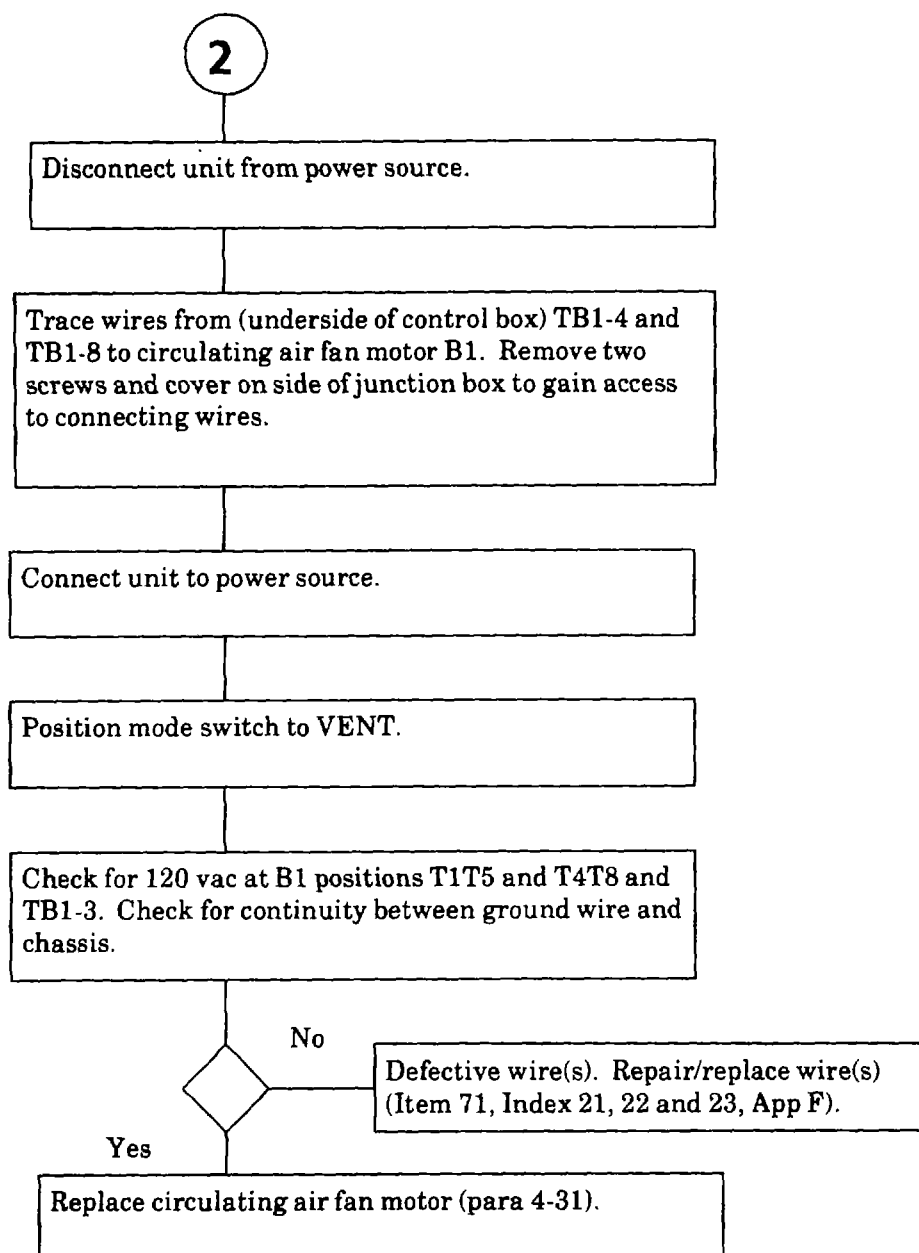 2
Disconnect unit from power source.
Trace wires from (underside of control box) TB1-4 and
TB1-8 to circulating air fan motor B1. Remove two
screws and cover on side of junction box to gain access
to connecting wires.
Connect unit to power source.
Position mode switch to VENT.
Check for 120 vac at B1 positions T1T5 and T4T8 and
TB1-3. Check for continuity between ground wire and
chassis.
No
Defective wire(s). Repair/replace wire(s)
(Item 71, Index 21, 22 and 23, App F).
Yes
Replace circulating air fan motor (para 4-31).